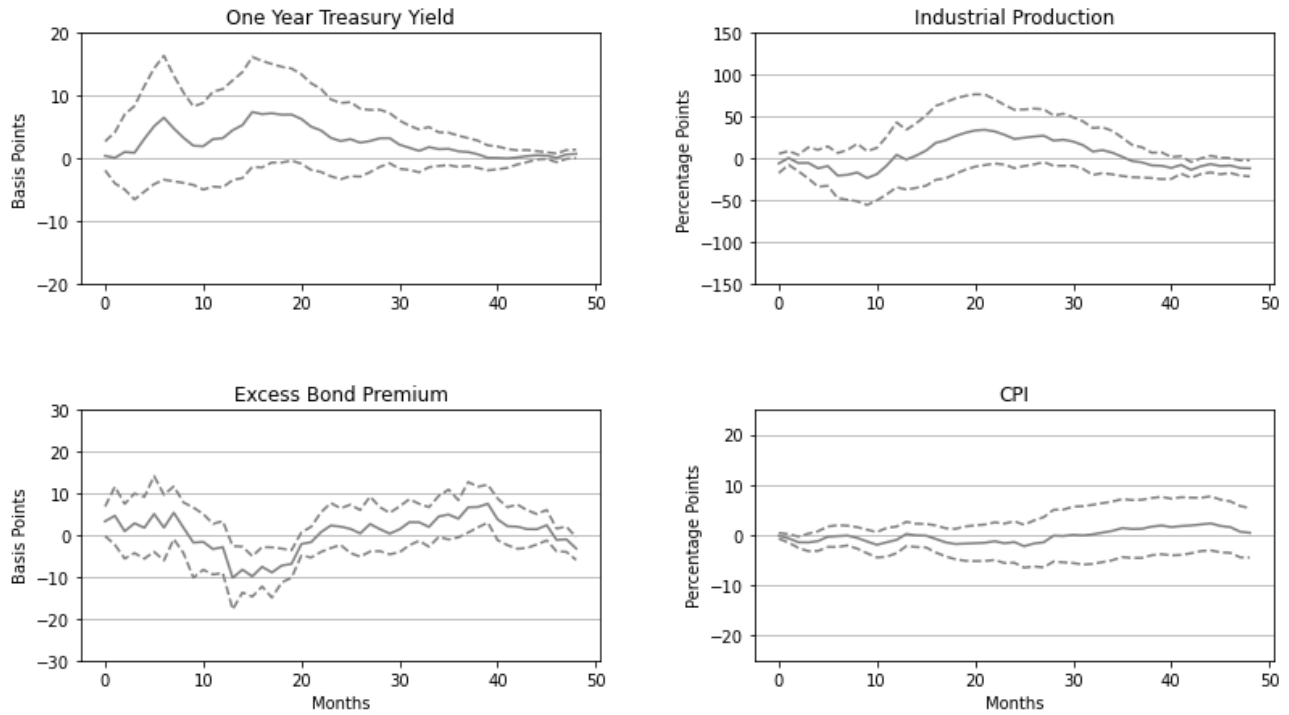 One Year Treasury Yield
Industrial Production
20
10
0
−10
−20
Basis Points
0 10 20 30 40 50
150
100
50
0
−50
−100
−150
Percentage Points
0 10 20 30 40 50
Excess Bond Premium
CPI
30
20
10
0
−10
−20
−30
Basis Points
0 10 20 30 40 50
Months
20
10
0
−10
−20
Percentage Points
0 10 20 30 40 50
Months